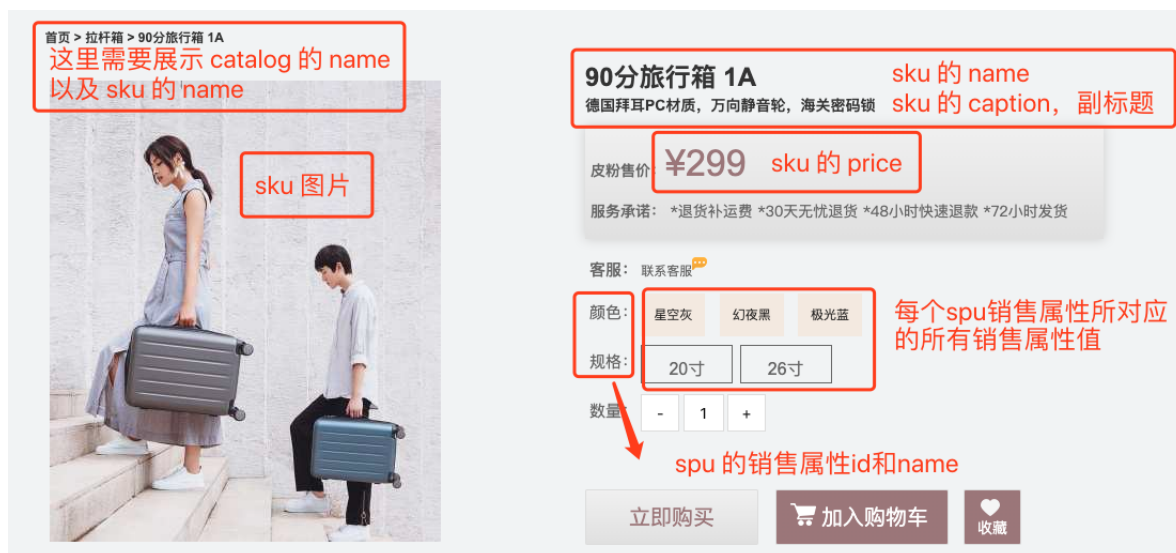 首页 > 拉杆箱 > 90分旅行箱 1A
这里需要展示 catalog 的 name
以及 sku 的 name
sku 图片
90分旅行箱 1A
sku 的 name
德国拜耳PC材质，万向静音轮，海关密码锁
sku 的 caption，副标题
皮粉售价
¥299
sku 的 price
服务承诺： *退货补运费 *30天无忧退货 *48小时快速退款 *72小时发货
客服： 联系客服
颜色： 星空灰 幻夜黑 极光蓝
每个spu销售属性所对应
的所有销售属性值
规格： 20寸 26寸
数量： - 1 +
spu 的销售属性id和name
立即购买 加入购物车 收藏